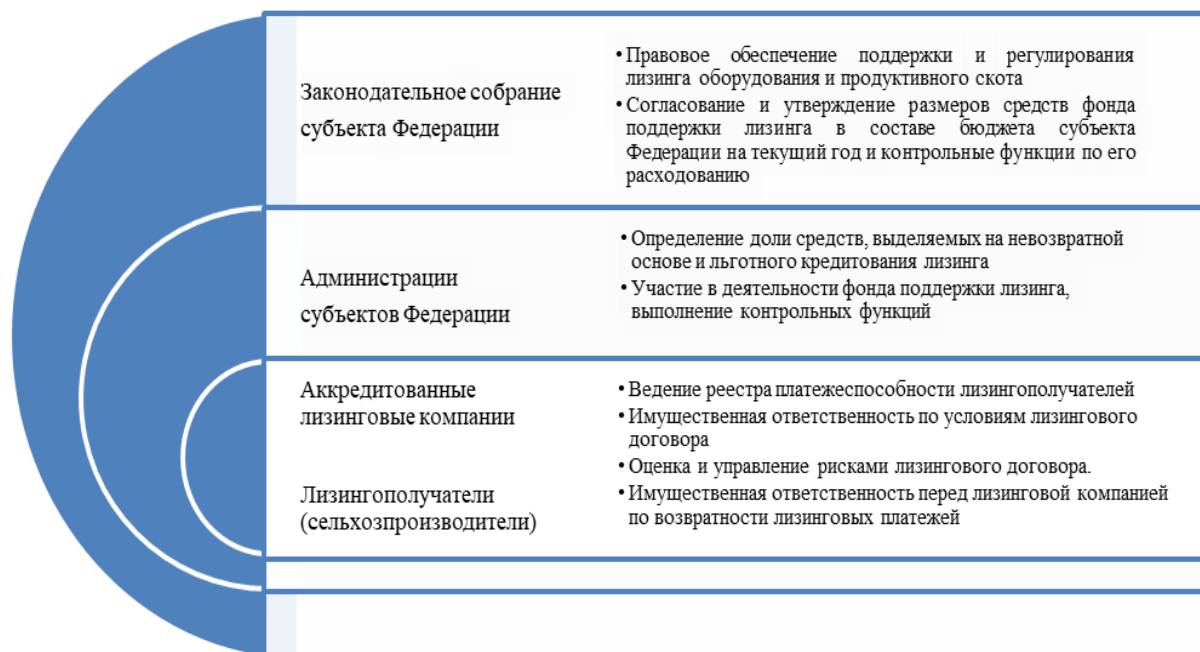 Законодательное собрание
субъекта Федерации
• Правовое обеспечение поддержки и регулирования
лизинга оборудования и продуктивного скота
• Согласование и утверждение размеров средств фонда
поддержки лизинга в составе бюджета субъекта
Федерации на текущий год и контрольные функции по его
расходованию
Администрации
субъектов Федерации
• Определение доли средств, выделяемых на невозвратной
основе и льготного кредитования лизинга
• Участие в деятельности фонда поддержки лизинга,
выполнение контрольных функций
Аккредитованные
лизинговые компании
• Ведение реестра платежеспособности лизингополучателей
• Имущественная ответственность по условиям лизингового
договора
• Оценка и управление рисками лизингового договора.
Лизингополучатели
(сельхозпроизводители)
• Имущественная ответственность перед лизинговой компанией
по возвратности лизинговых платежей